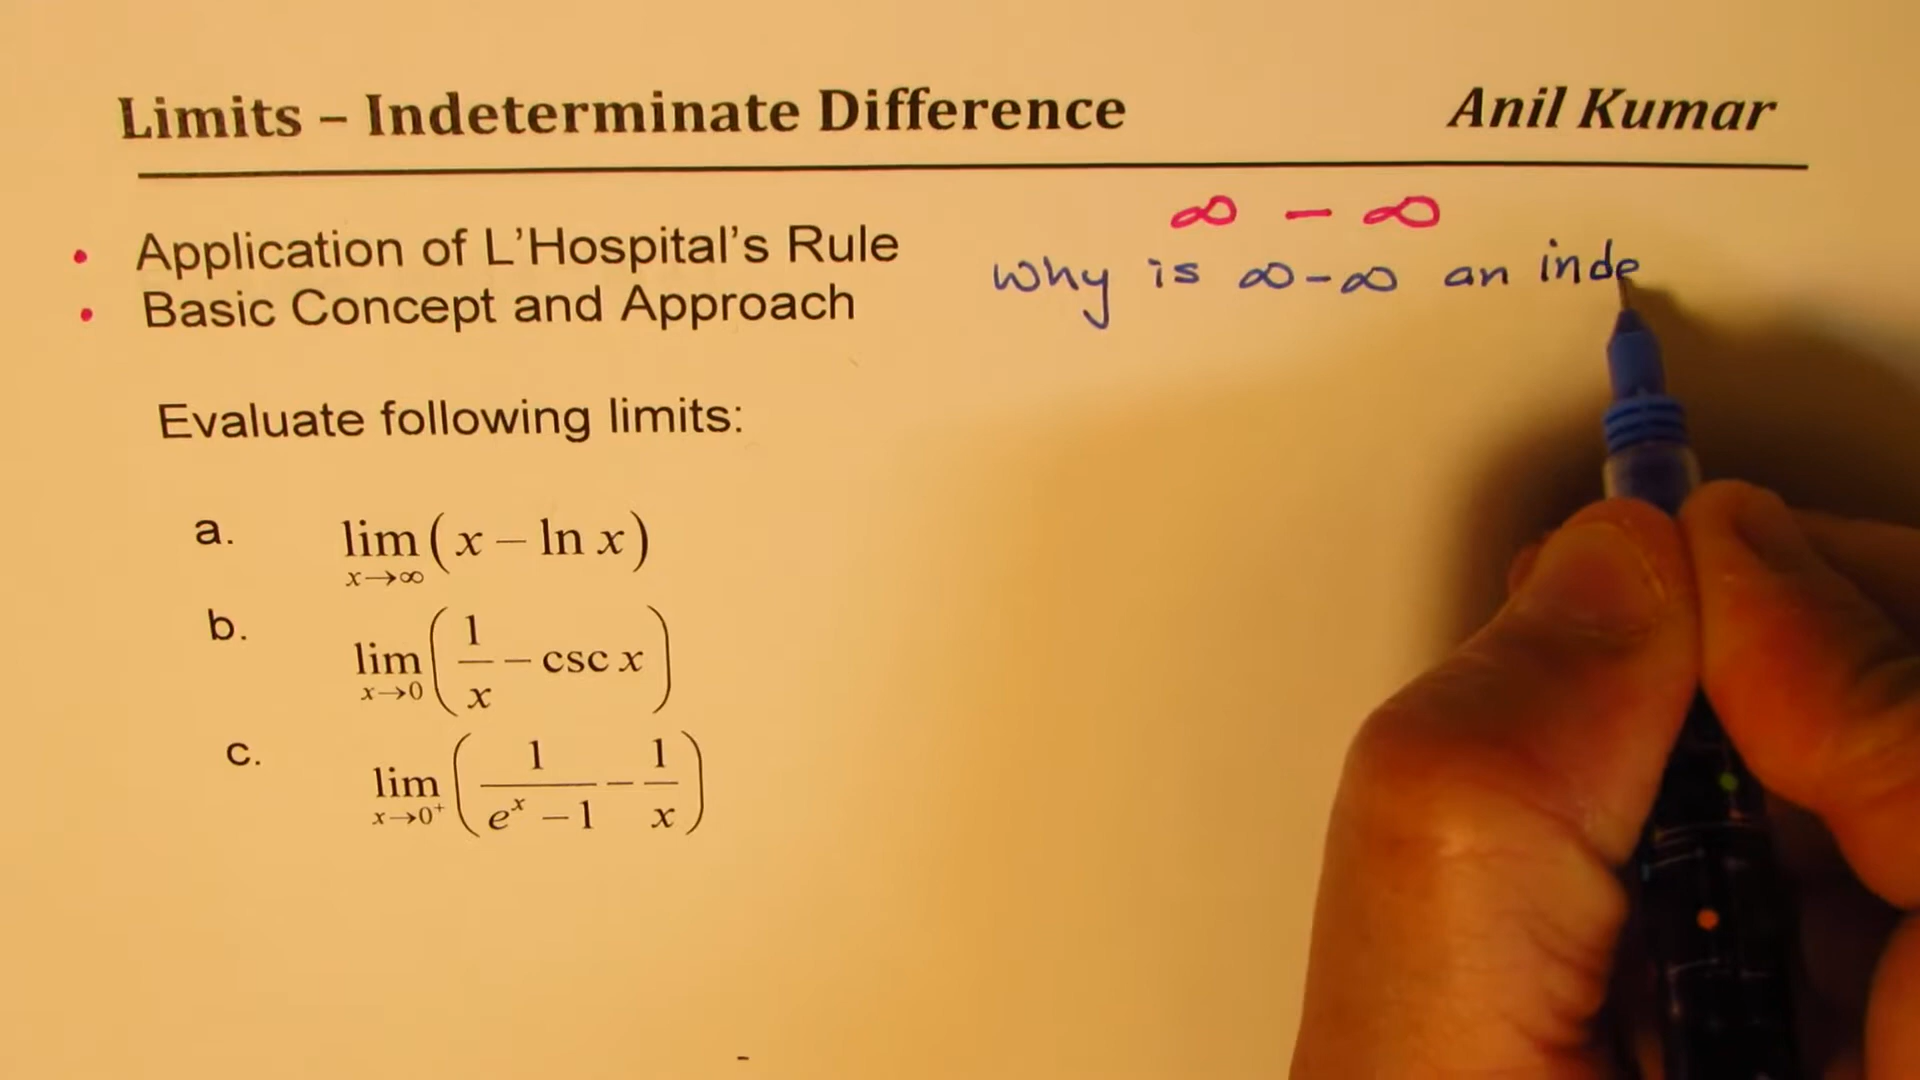 Limits – Indeterminate Difference
Anil Kumar
∞ − ∞
• Application of L’Hospital’s Rule
why is ∞-∞ an inde
• Basic Concept and Approach
Evaluate following limits:
a. lim x→∞ (x − ln x)
b. lim x→0 (1/x − csc x)
c. lim x→0⁺ (1/(eˣ − 1) − 1/x)